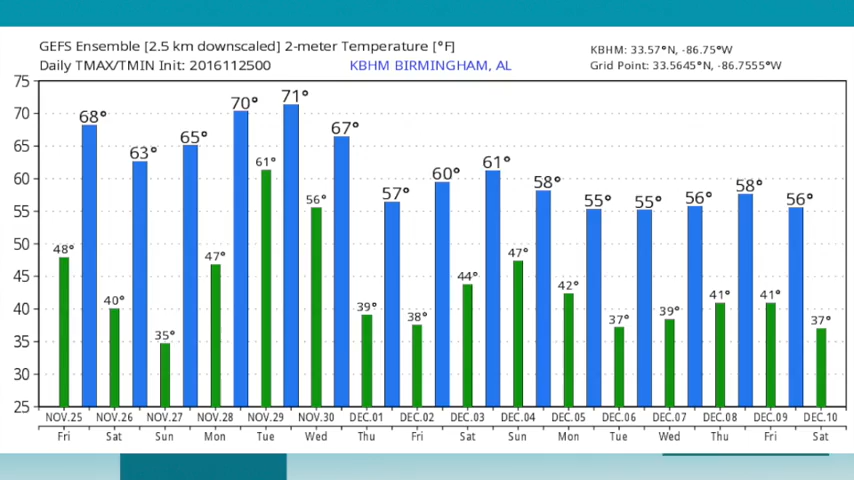 GEFS Ensemble [2.5 km downscaled] 2-meter Temperature [°F]
Daily TMAX/TMIN Init: 2016112500 KBHM BIRMINGHAM, AL
KBHM: 33.57°N, -86.75°W
Grid Point: 33.5645°N, -86.7555°W
75
70
65
60
55
50
45
40
35
30
25
48° 68° 40° 63° 35° 65° 47° 70° 61° 71° 56° 67° 39° 57° 38° 60° 44° 61° 47° 58° 42° 55° 37° 55° 39° 56° 41° 58° 41° 56° 37°
NOV.25 NOV.26 NOV.27 NOV.28 NOV.29 NOV.30 DEC.01 DEC.02 DEC.03 DEC.04 DEC.05 DEC.06 DEC.07 DEC.08 DEC.09 DEC.10
Fri Sat Sun Mon Tue Wed Thu Fri Sat Sun Mon Tue Wed Thu Fri Sat